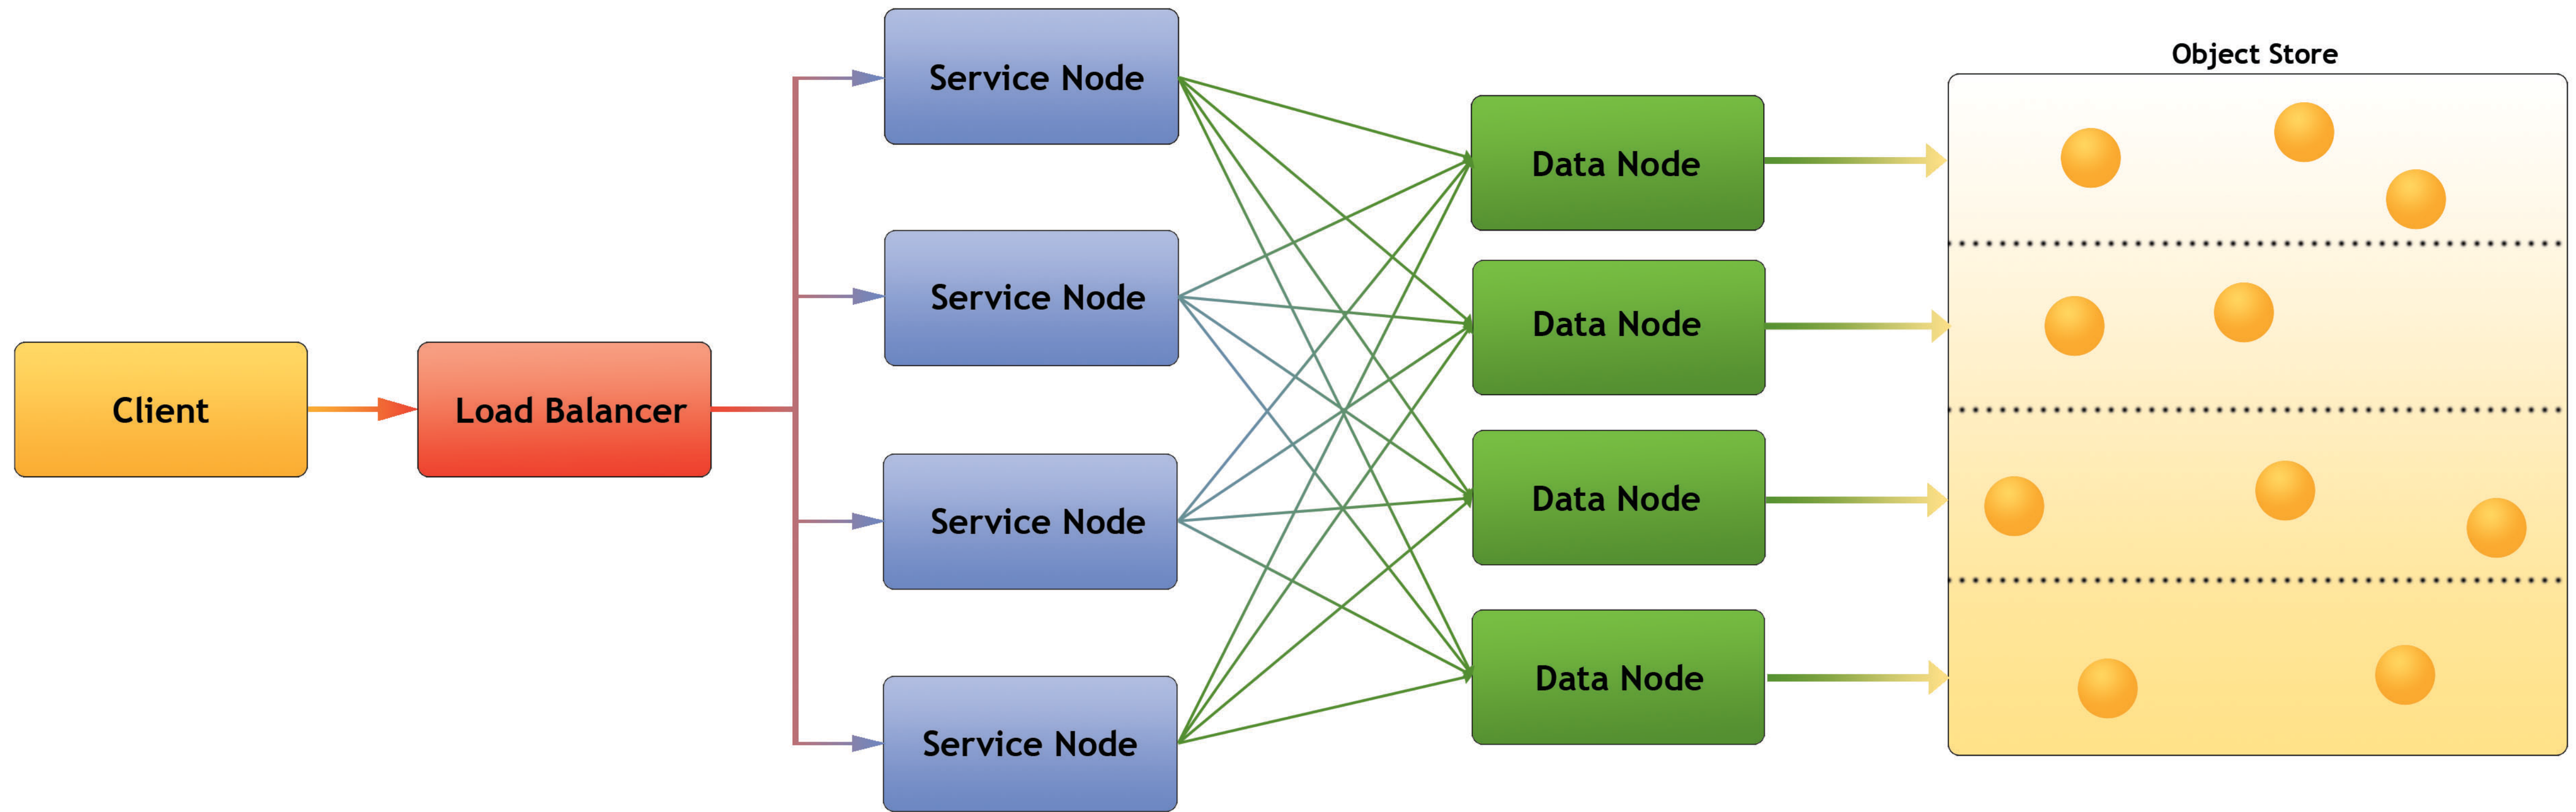 Client
Load Balancer
Service Node
Service Node
Service Node
Service Node
Data Node
Data Node
Data Node
Data Node
Object Store